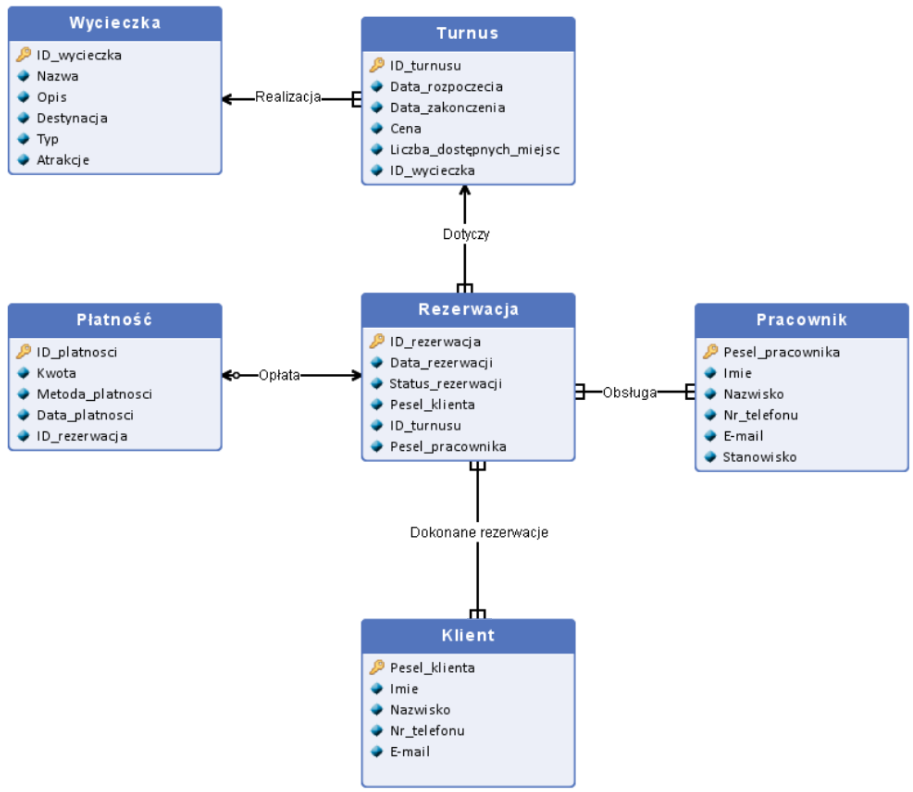 Wycieczka
ID_wycieczka
Nazwa
Opis
Destynacja
Typ
Atrakcje
Realizacja
Turnus
ID_turnusu
Data_rozpoczecia
Data_zakonczenia
Cena
Liczba_dostępnych_miejsc
ID_wycieczka
Dotyczy
Płatność
ID_platnosci
Kwota
Metoda_platnosci
Data_platnosci
ID_rezerwacja
Opłata
Rezerwacja
ID_rezerwacja
Data_rezerwacji
Status_rezerwacji
Pesel_klienta
ID_turnusu
Pesel_pracownika
Obsługa
Pracownik
Pesel_pracownika
Imie
Nazwisko
Nr_telefonu
E-mail
Stanowisko
Dokonane rezerwacje
Klient
Pesel_klienta
Imie
Nazwisko
Nr_telefonu
E-mail